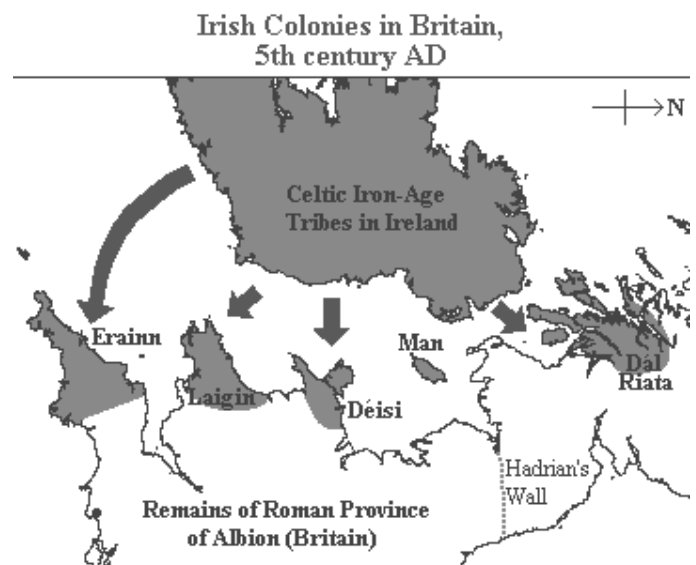 Irish Colonies in Britain,
5th century AD
N
Celtic Iron-Age
Tribes in Ireland
Erainn
Man
Dál
Riata
Laigin
Déisi
Hadrian's
Wall
Remains of Roman Province
of Albion (Britain)